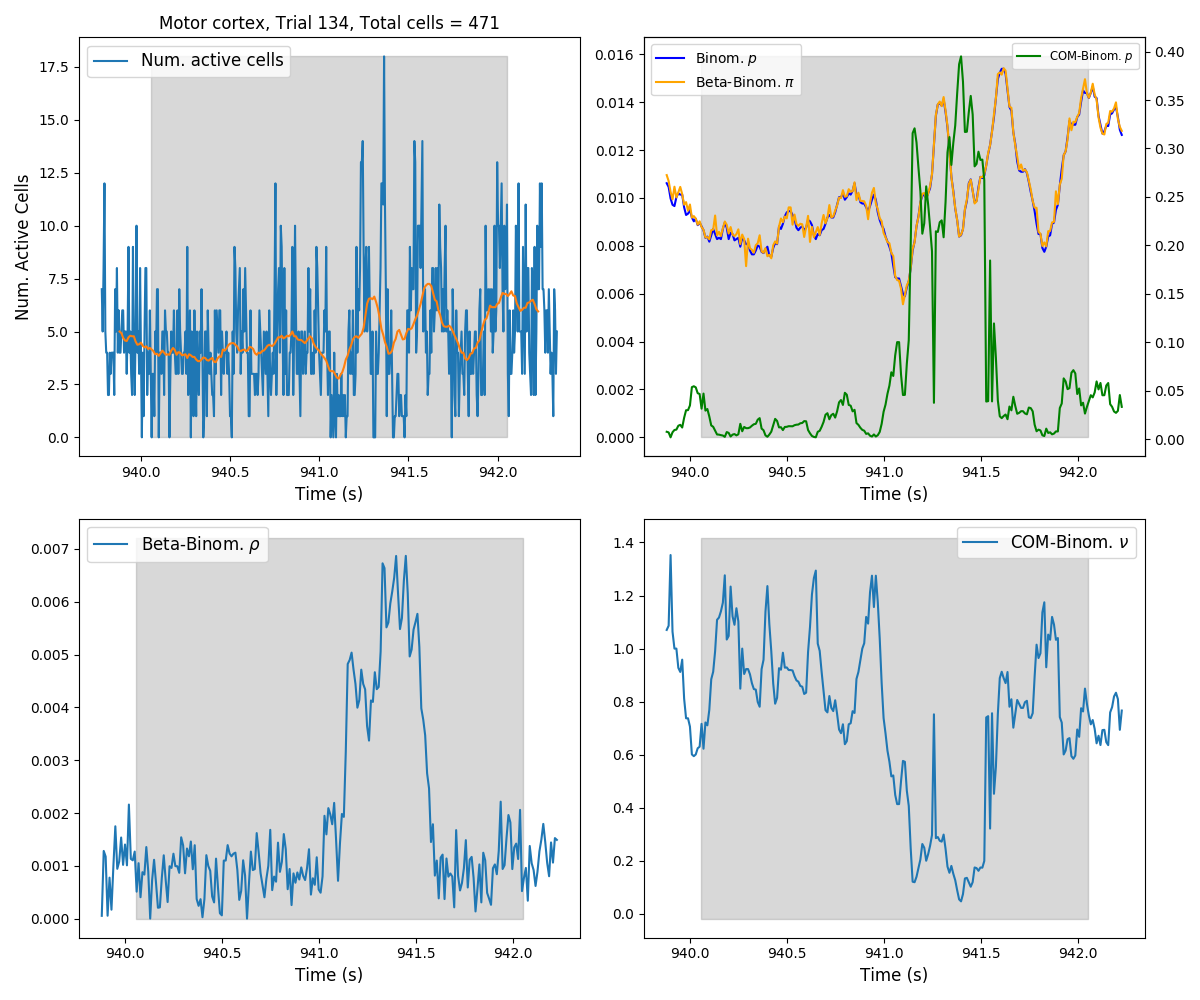 Motor cortex, Trial 134, Total cells = 471
Num. active cells
17.5
15.0
12.5
10.0
7.5
5.0
2.5
0.0
Num. Active Cells
940.0 940.5 941.0 941.5 942.0
Time (s)
Binom. p
Beta-Binom. π
COM-Binom. p
0.016
0.014
0.012
0.010
0.008
0.006
0.004
0.002
0.000
0.40
0.35
0.30
0.25
0.20
0.15
0.10
0.05
0.00
940.0 940.5 941.0 941.5 942.0
Time (s)
Beta-Binom. ρ
0.007
0.006
0.005
0.004
0.003
0.002
0.001
0.000
940.0 940.5 941.0 941.5 942.0
Time (s)
COM-Binom. ν
1.4
1.2
1.0
0.8
0.6
0.4
0.2
0.0
940.0 940.5 941.0 941.5 942.0
Time (s)